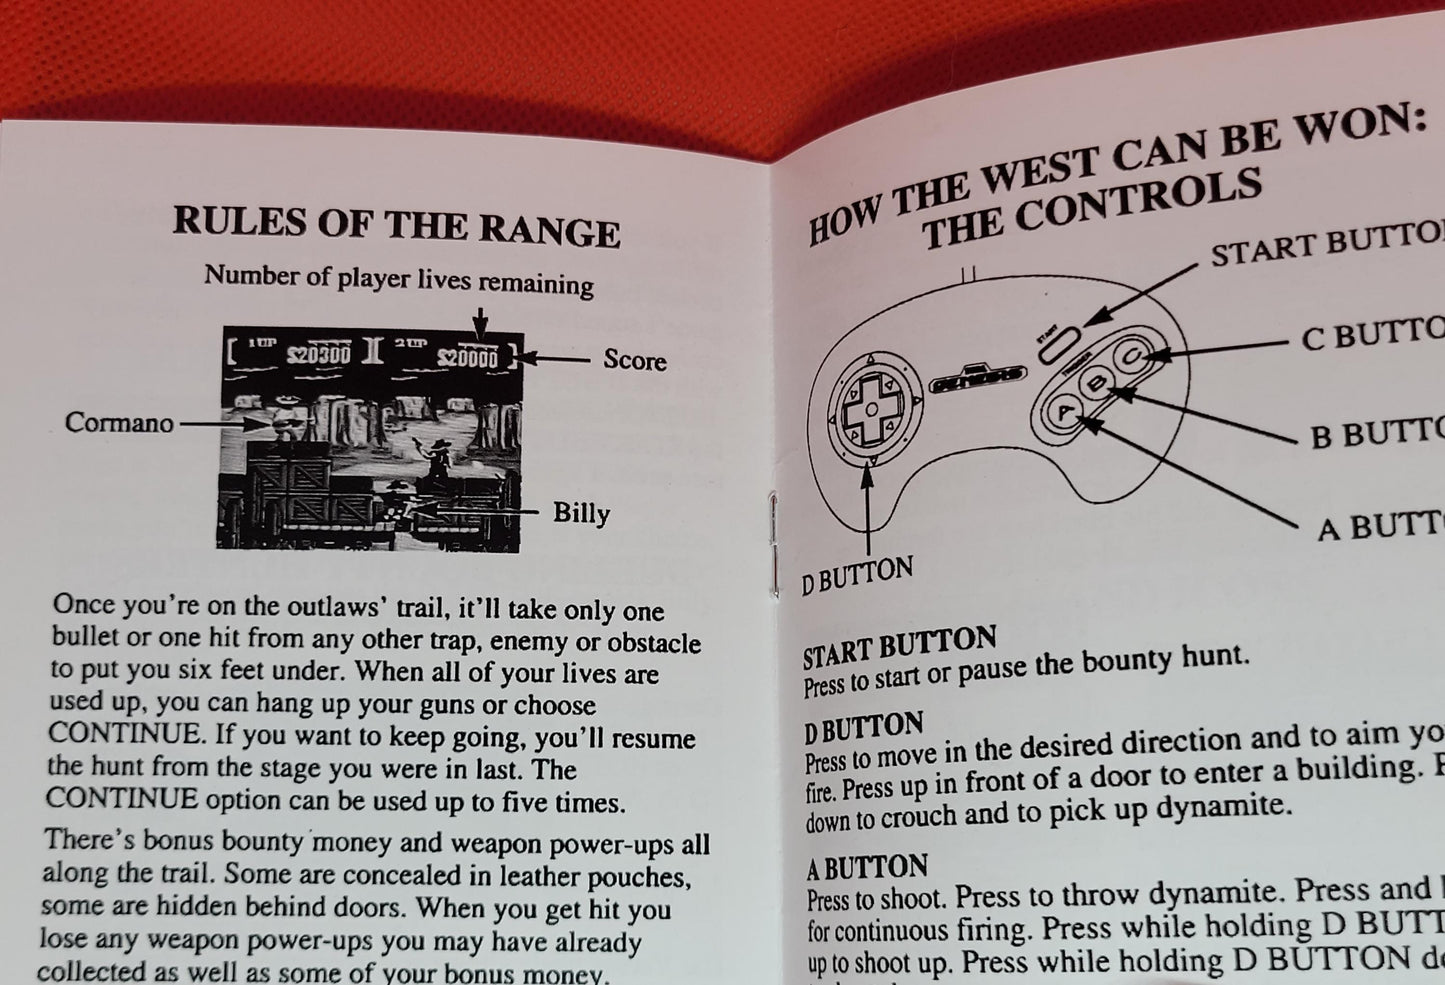 RULES OF THE RANGE
Number of player lives remaining
1 UP
$20300
2 UP
$20000
Score
Cormano
Billy
Once you're on the outlaws' trail, it'll take only one
bullet or one hit from any other trap, enemy or obstacle
to put you six feet under. When all of your lives are
used up, you can hang up your guns or choose
CONTINUE. If you want to keep going, you'll resume
the hunt from the stage you were in last. The
CONTINUE option can be used up to five times.
There's bonus bounty money and weapon power-ups all
along the trail. Some are concealed in leather pouches,
some are hidden behind doors. When you get hit you
lose any weapon power-ups you may have already
collected as well as some of your bonus money.
HOW THE WEST CAN BE WON:
THE CONTROLS
START BUTTO
C BUTTO
B BUTTO
A BUTT
D BUTTON
START
TRIGGER
GENESIS
A
B
C
START BUTTON
Press to start or pause the bounty hunt.
D BUTTON
Press to move in the desired direction and to aim yo
fire. Press up in front of a door to enter a building. P
down to crouch and to pick up dynamite.
A BUTTON
Press to shoot. Press to throw dynamite. Press and
for continuous firing. Press while holding D BUTT
up to shoot up. Press while holding D BUTTON do